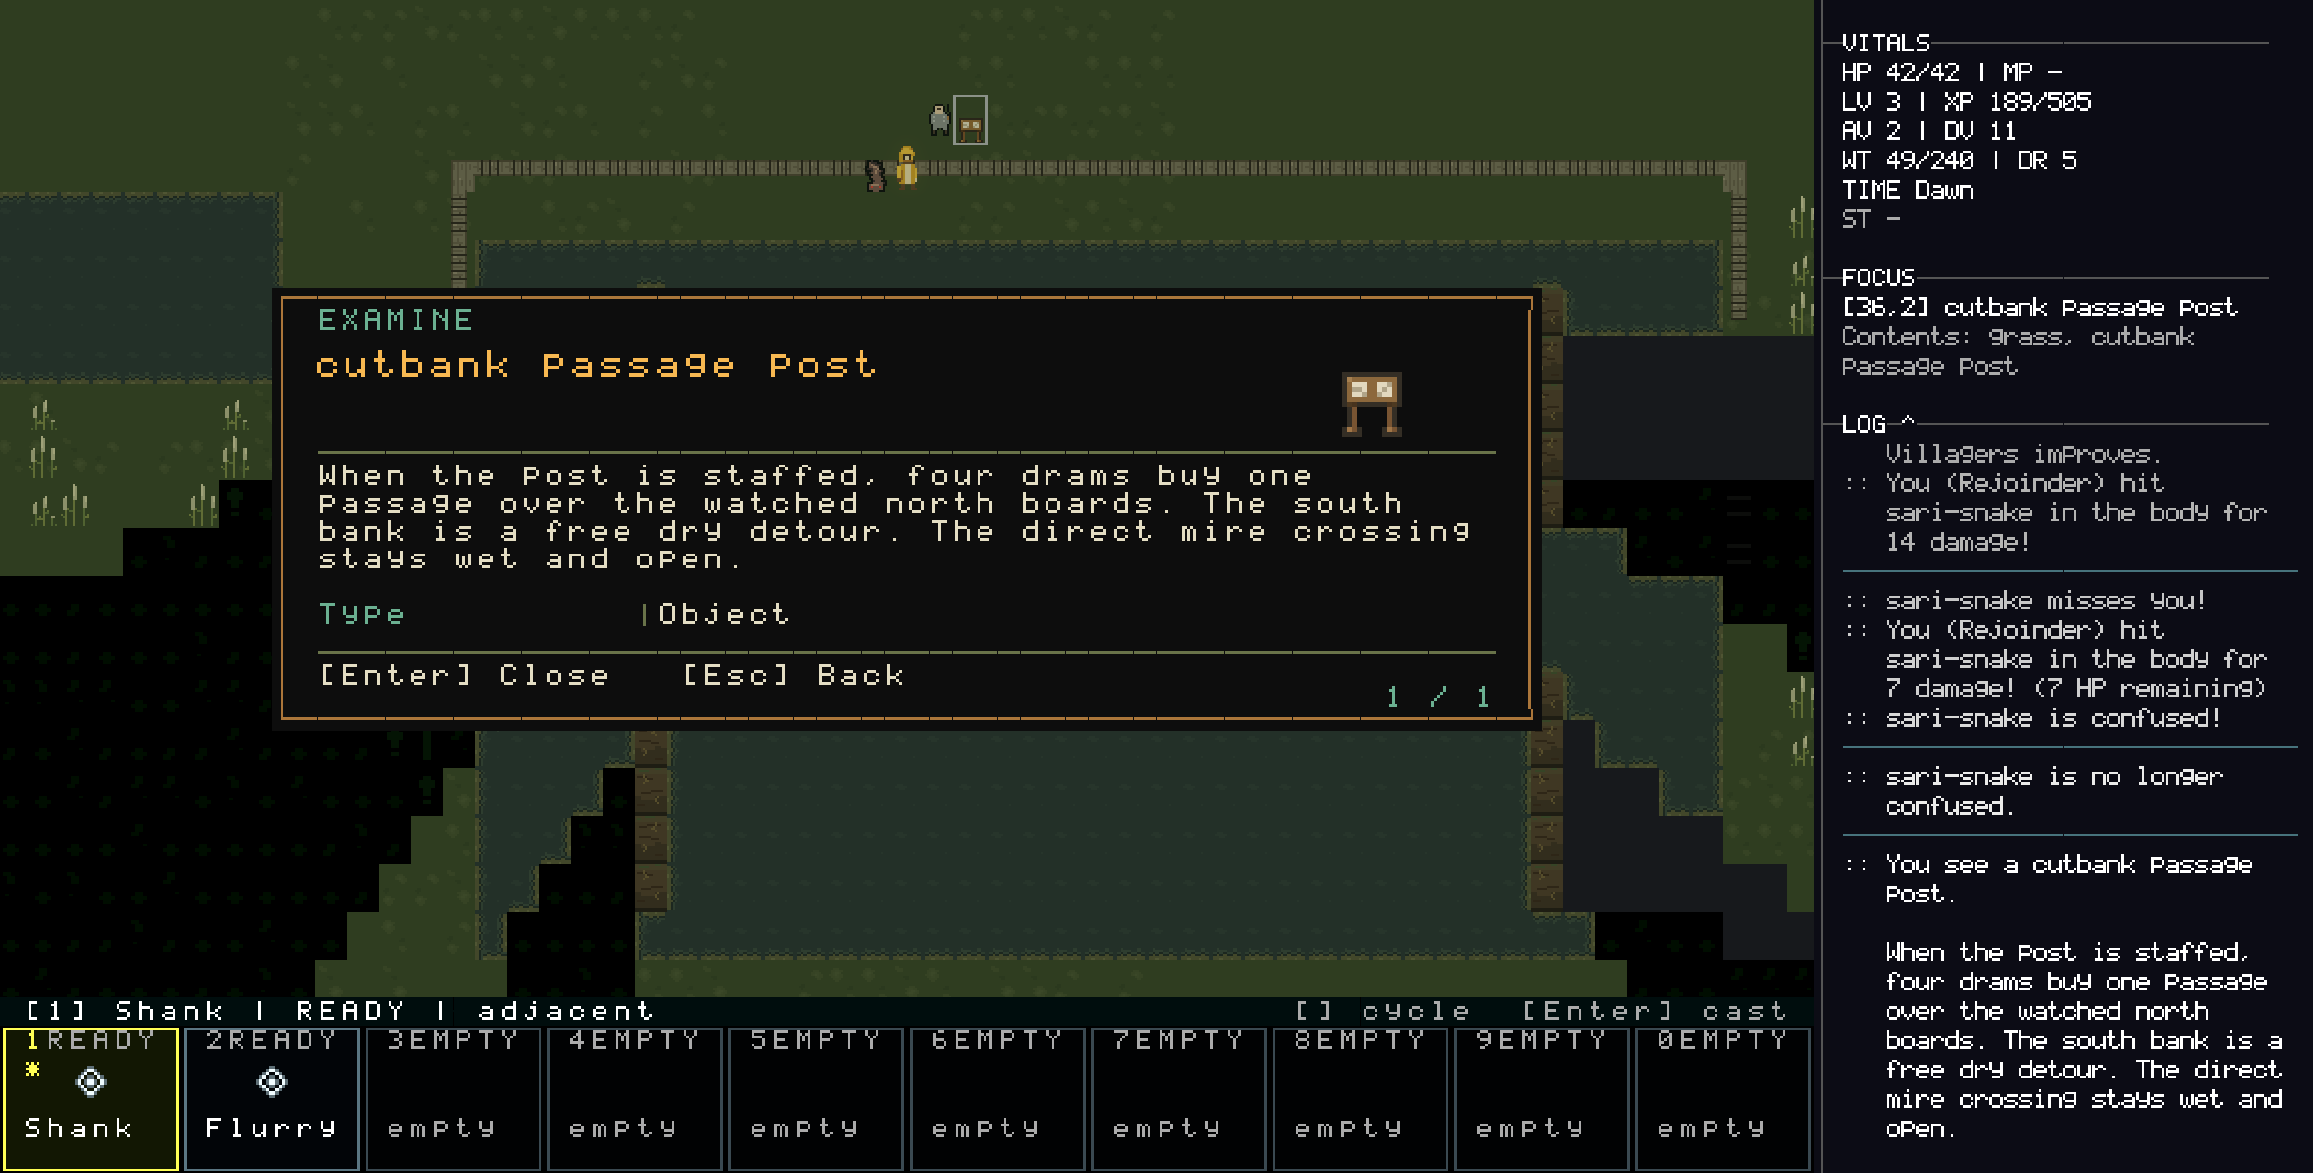 EXAMINE
cutbank Passage Post
When the Post is staffed, four drams buy one
Passage over the watched north boards. The south
bank is a free dry detour. The direct mire crossing
stays wet and open.
Type | Object
[Enter] Close [Esc] Back
1 / 1
[1] Shank | READY | adjacent
[] cycle [Enter] cast
1READY 2READY 3EMPTY 4EMPTY 5EMPTY 6EMPTY 7EMPTY 8EMPTY 9EMPTY 0EMPTY
*
Shank Flurry empty empty empty empty empty empty empty empty
VITALS
HP 42/42 | MP -
LV 3 | XP 189/505
AV 2 | DV 11
WT 49/240 | DR 5
TIME Dawn
ST -
FOCUS
[36,2] cutbank Passage Post
Contents: grass, cutbank
Passage Post
LOG ^
Villagers improves.
:: You (Rejoinder) hit
sari-snake in the body for
14 damage!
:: sari-snake misses you!
:: You (Rejoinder) hit
sari-snake in the body for
7 damage! (7 HP remaining)
:: sari-snake is confused!
:: sari-snake is no longer
confused.
:: You see a cutbank Passage
Post.
When the Post is staffed,
four drams buy one Passage
over the watched north
boards. The south bank is a
free dry detour. The direct
mire crossing stays wet and
open.